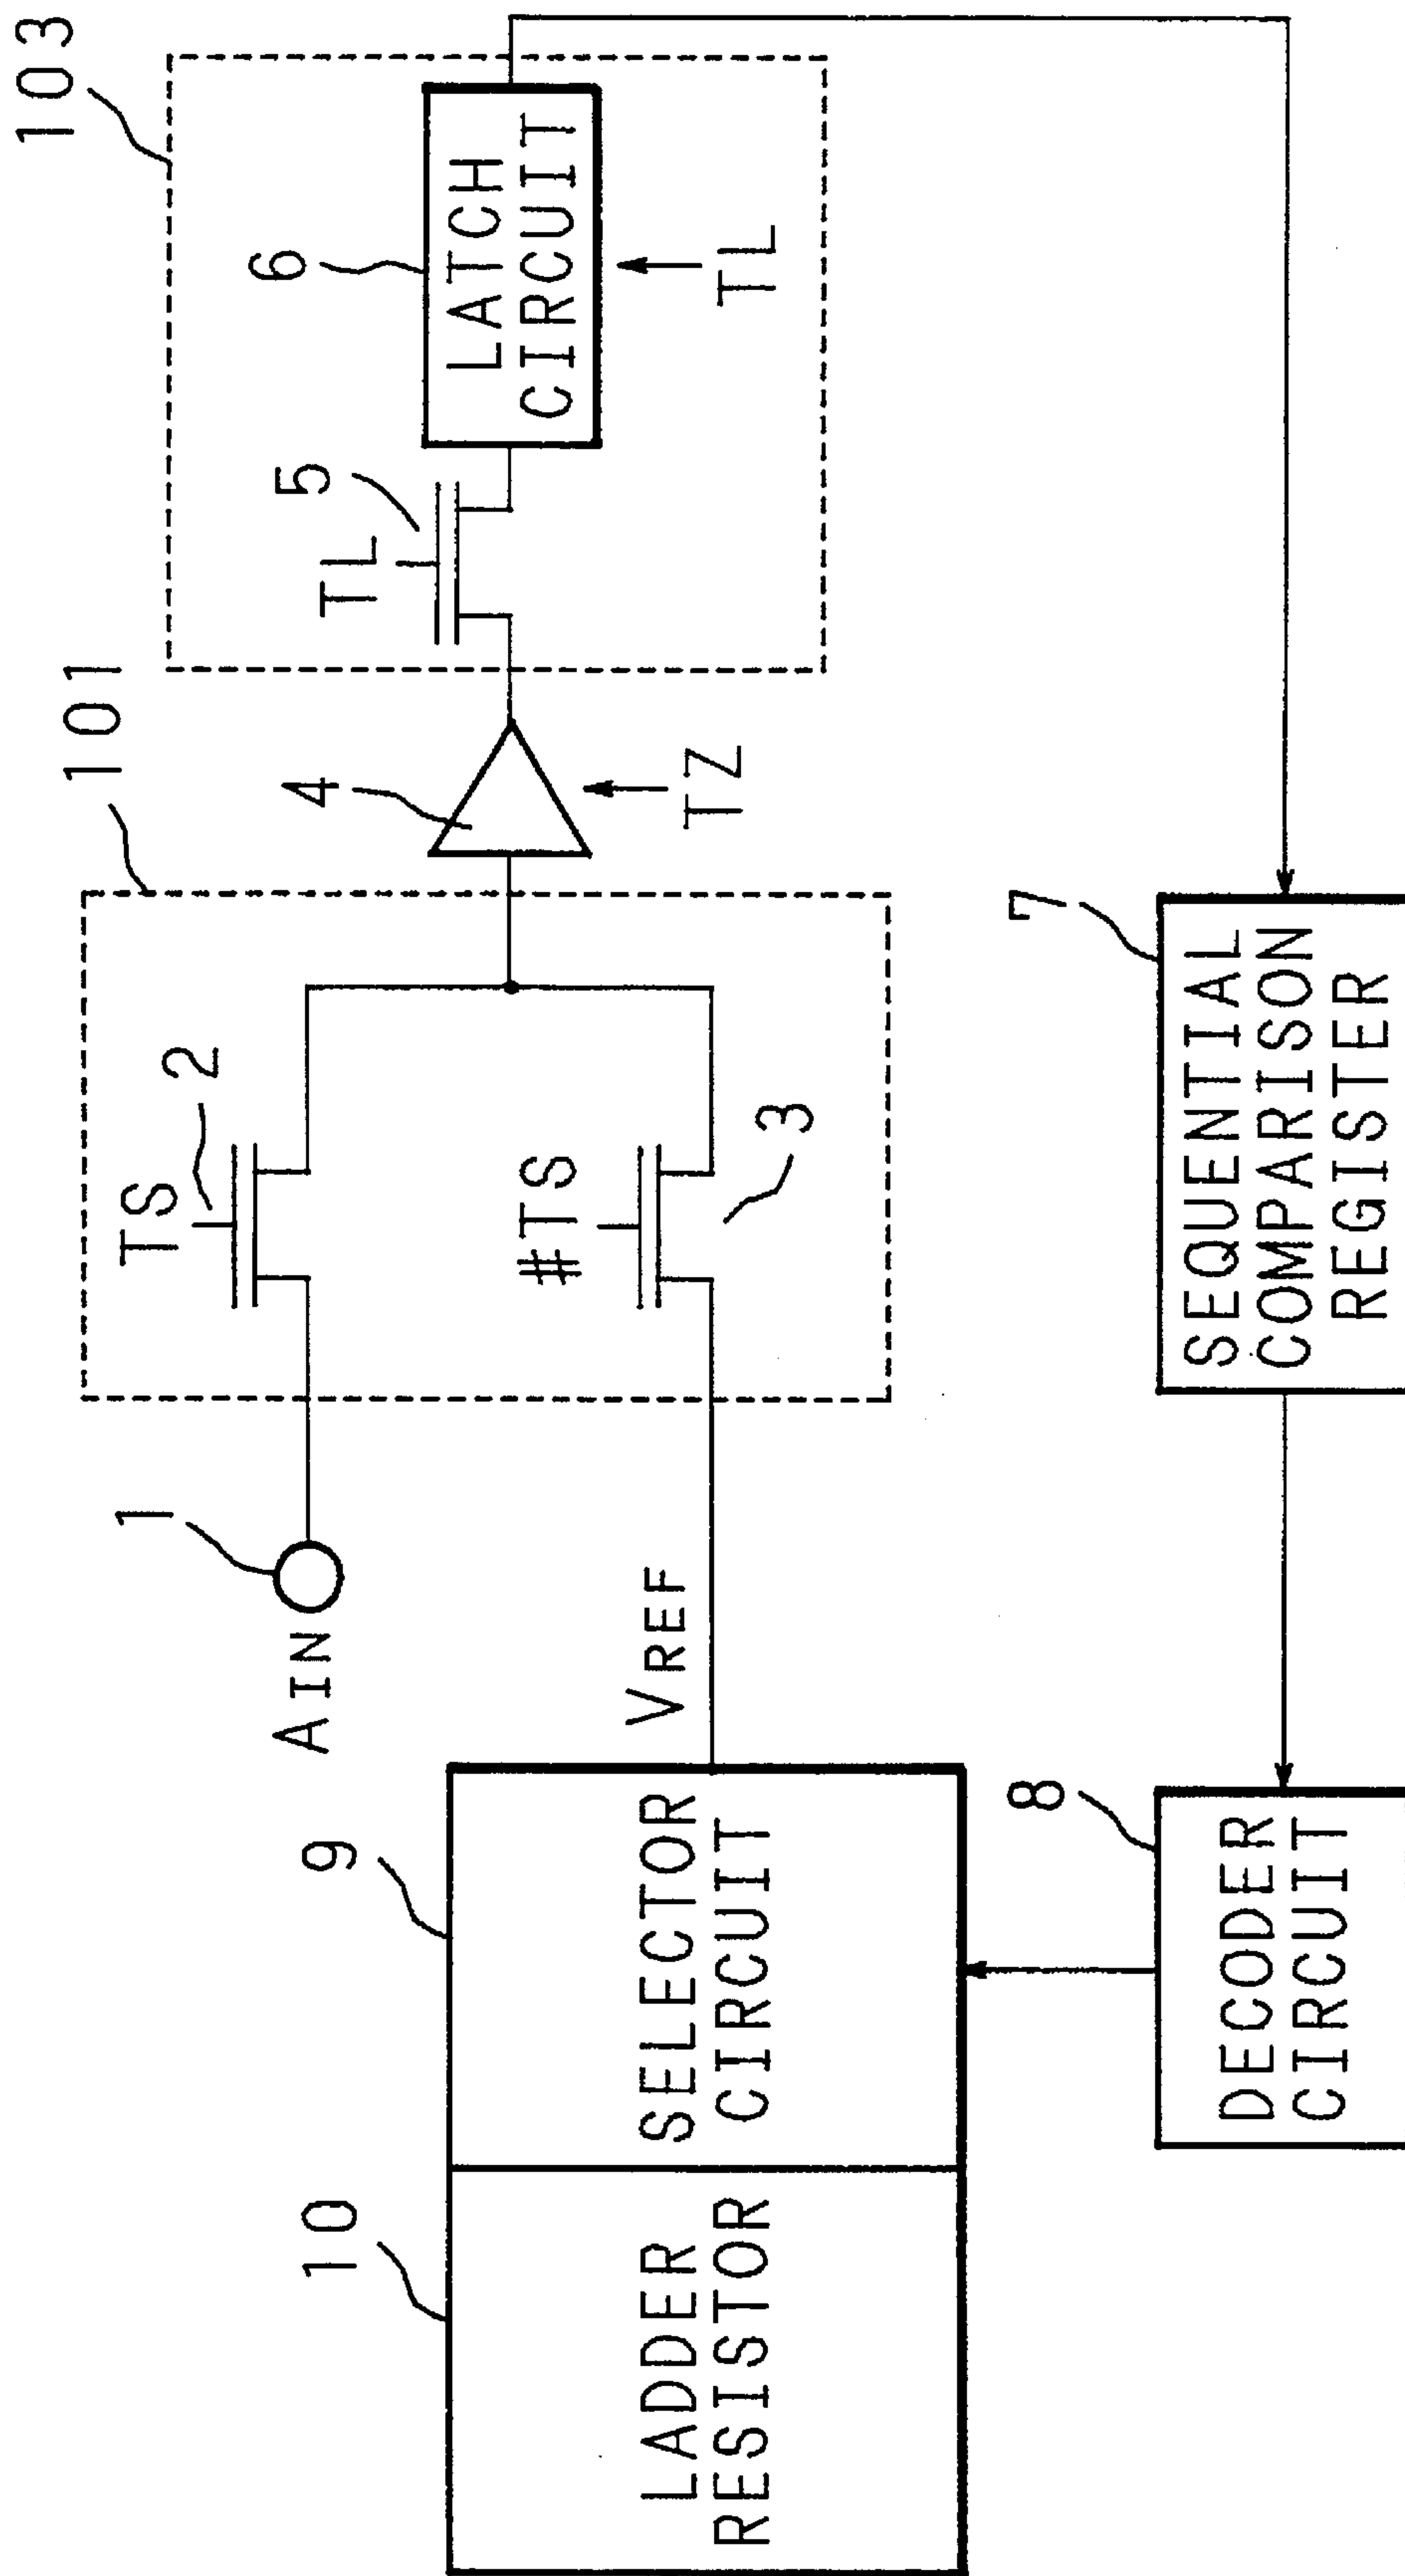 103
101
6
LATCH
CIRCUIT
TL
5
TL
4
TZ
TS
2
#TS
3
1
AIN
VREF
9
SELECTOR
CIRCUIT
10
LADDER
RESISTOR
7
SEQUENTIAL
COMPARISON
REGISTER
8
DECODER
CIRCUIT